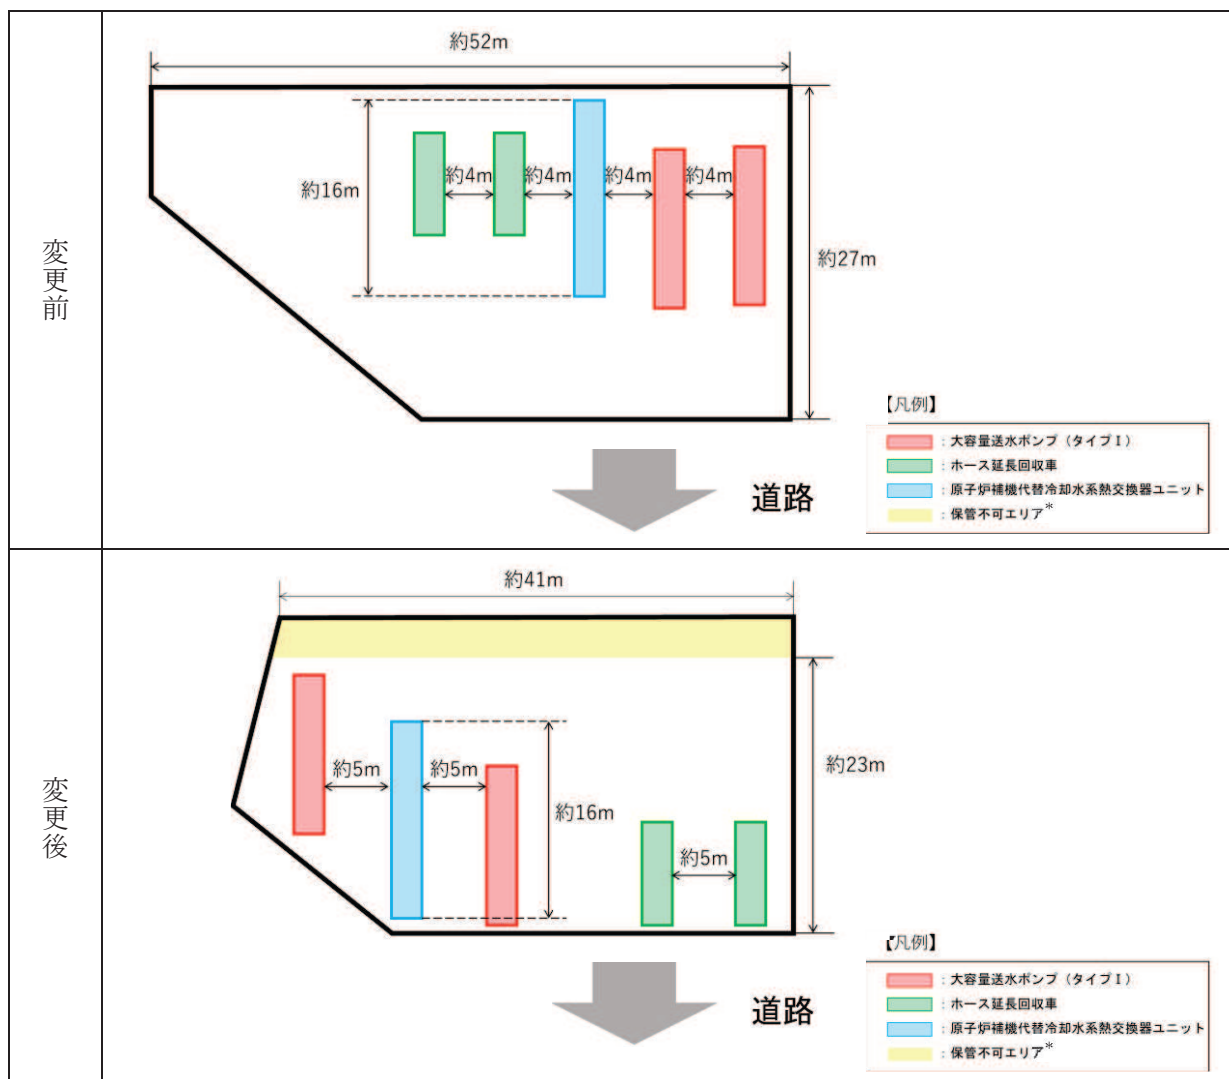 変更前
約52m
約16m
約4m
約4m
約4m
約4m
約27m
道路
【凡例】
：大容量送水ポンプ（タイプⅠ）
：ホース延長回収車
：原子炉補機代替冷却水系熱交換器ユニット
：保管不可エリア*
変更後
約41m
約5m
約5m
約16m
約5m
約23m
道路
【凡例】
：大容量送水ポンプ（タイプⅠ）
：ホース延長回収車
：原子炉補機代替冷却水系熱交換器ユニット
：保管不可エリア*